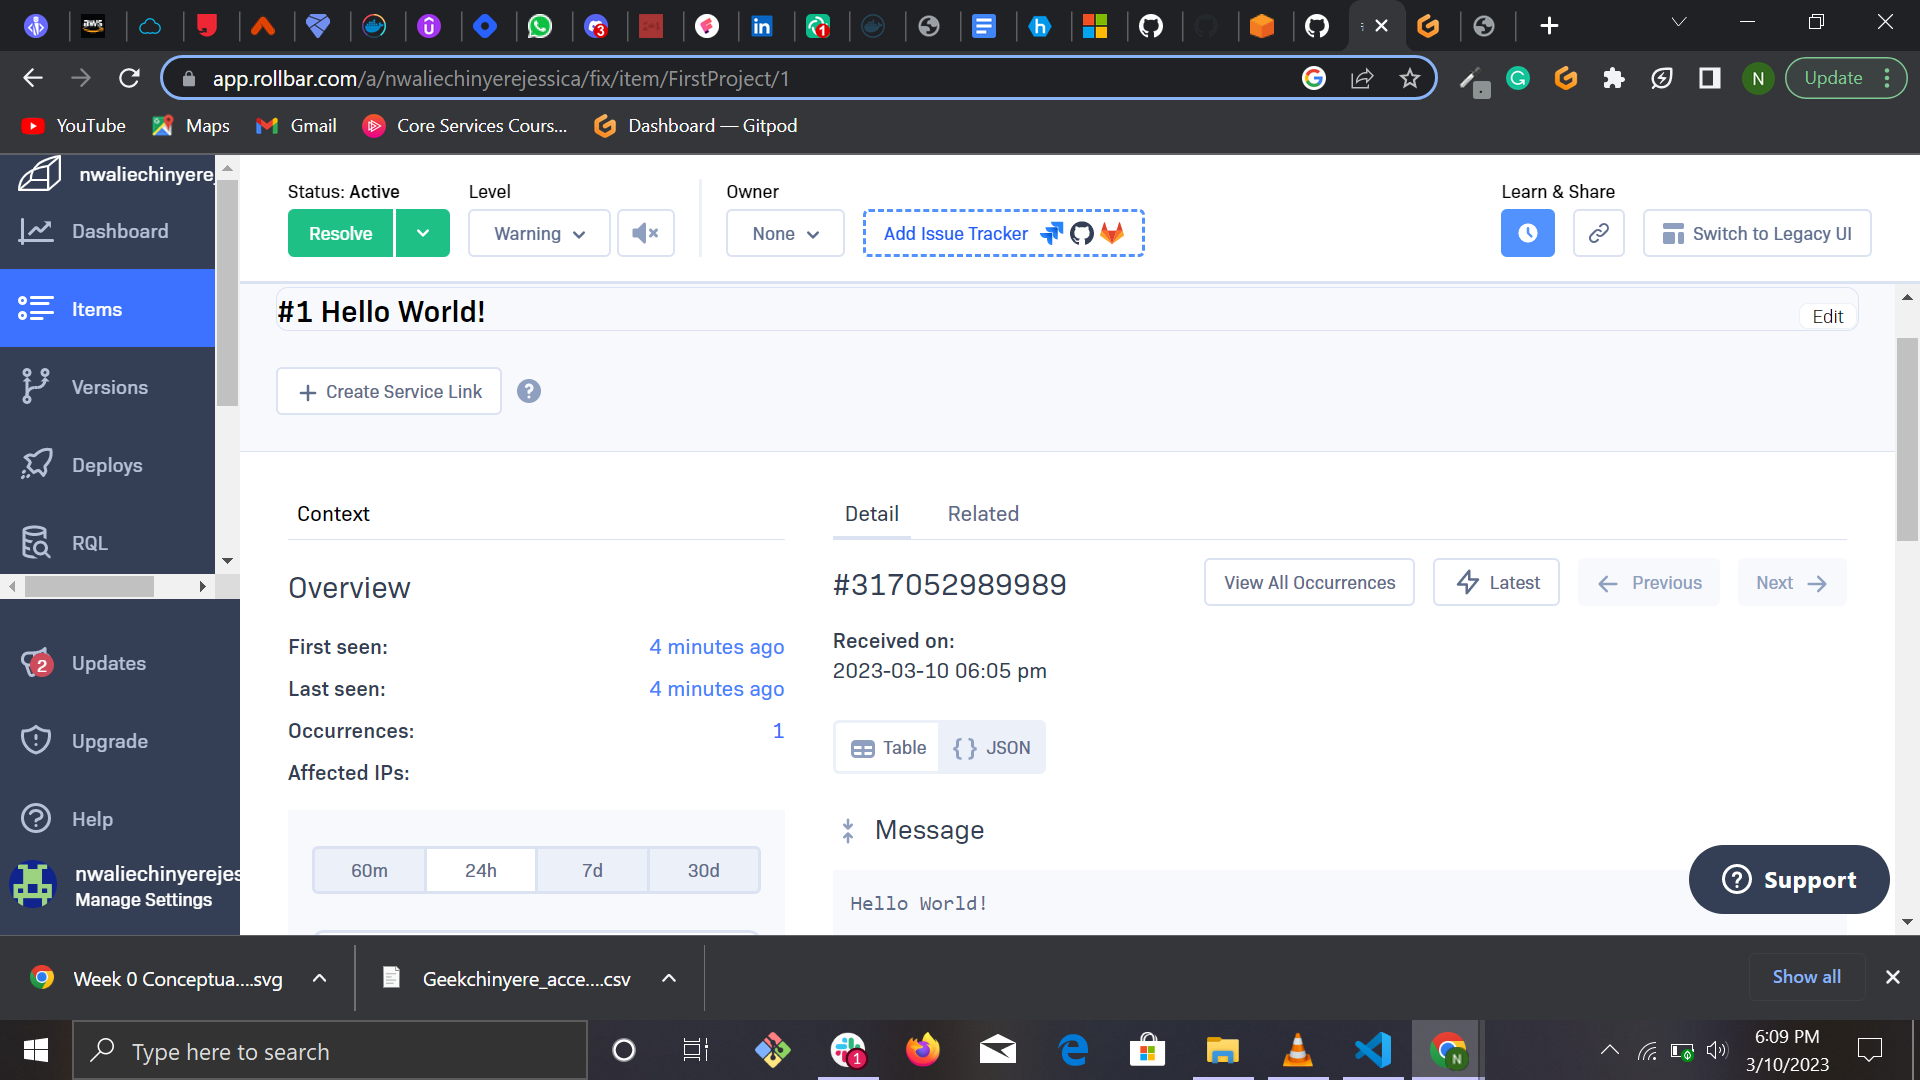 aws
3
1
Update
app.rollbar.com/a/nwaliechinyerejessica/fix/item/FirstProject/1
N
YouTube
Maps
Gmail
Core Services Cours...
Dashboard — Gitpod
nwaliechinyere
Dashboard
Items
Versions
Deploys
RQL
2
Updates
Upgrade
Help
nwaliechinyerejes
Manage Settings
Status: Active
Level
Owner
Learn & Share
Resolve
Warning
None
Add Issue Tracker
Switch to Legacy UI
#1 Hello World!
Edit
Create Service Link
?
Context
Overview
First seen:
4 minutes ago
Last seen:
4 minutes ago
Occurrences:
1
Affected IPs:
60m
24h
7d
30d
Detail
Related
#317052989989
View All Occurrences
Latest
Previous
Next
Received on:
2023-03-10 06:05 pm
Table
{ } JSON
Message
Hello World!
Support
Week 0 Conceptua....svg
Geekchinyere_acce....csv
Show all
Type here to search
1
N
6:09 PM
3/10/2023